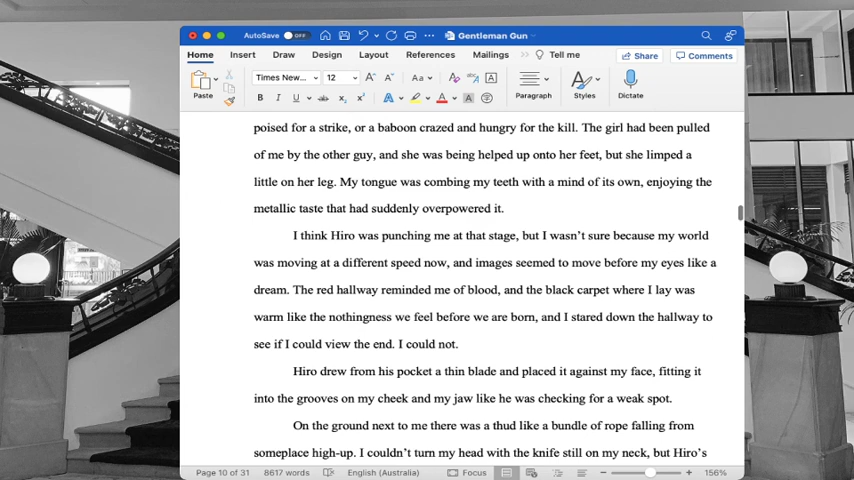 AutoSave OFF Gentleman Gun
Home Insert Draw Design Layout References Mailings Tell me Share Comments
Paste Times New... 12 Aa A Paragraph Styles Dictate
B I U ab x₂ x² A A A
poised for a strike, or a baboon crazed and hungry for the kill. The girl had been pulled
of me by the other guy, and she was being helped up onto her feet, but she limped a
little on her leg. My tongue was combing my teeth with a mind of its own, enjoying the
metallic taste that had suddenly overpowered it.
I think Hiro was punching me at that stage, but I wasn’t sure because my world
was moving at a different speed now, and images seemed to move before my eyes like a
dream. The red hallway reminded me of blood, and the black carpet where I lay was
warm like the nothingness we feel before we are born, and I stared down the hallway to
see if I could view the end. I could not.
Hiro drew from his pocket a thin blade and placed it against my face, fitting it
into the grooves on my cheek and my jaw like he was checking for a weak spot.
On the ground next to me there was a thud like a bundle of rope falling from
someplace high-up. I couldn’t turn my head with the knife still on my neck, but Hiro’s
Page 10 of 31 8617 words English (Australia) Focus 156%